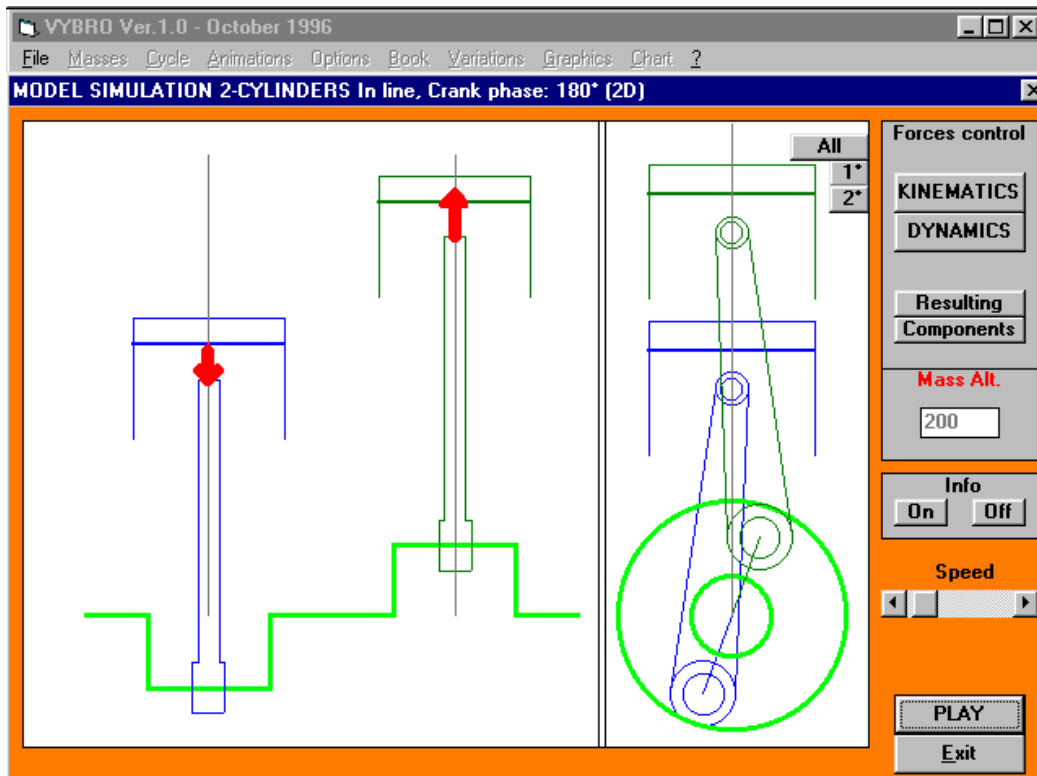 VYBRO Ver.1.0 - October 1996
File Masses Cycle Animations Options Book Variations Graphics Chart ?
MODEL SIMULATION 2-CYLINDERS In line, Crank phase: 180° (2D)
All
1°
2°
Forces control
KINEMATICS
DYNAMICS
Resulting
Components
Mass Alt.
200
Info
On Off
Speed
PLAY
Exit